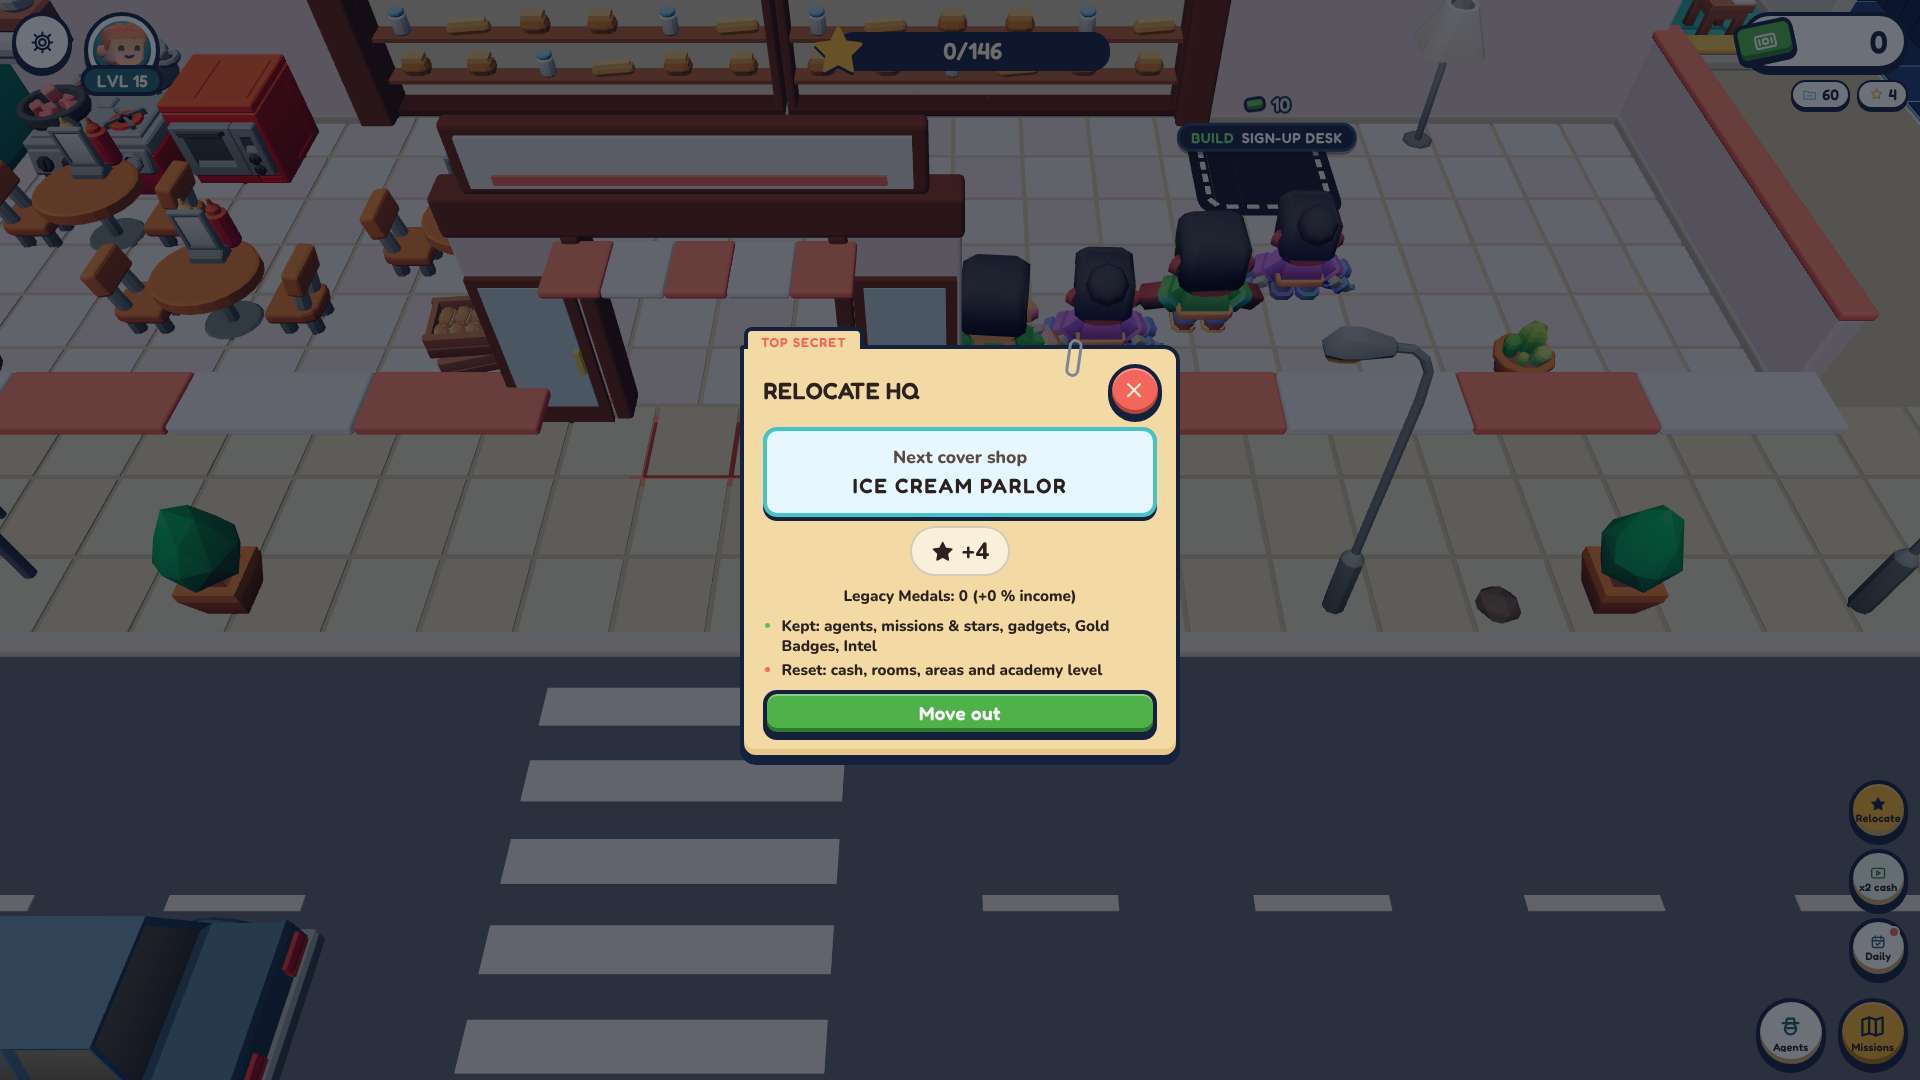 LVL 15
0/146
0
60
4
10
BUILD SIGN-UP DESK
TOP SECRET
RELOCATE HQ
Next cover shop
ICE CREAM PARLOR
+4
Legacy Medals: 0 (+0 % income)
Kept: agents, missions & stars, gadgets, Gold
Badges, Intel
Reset: cash, rooms, areas and academy level
Move out
Relocate
x2 cash
Daily
Agents
Missions